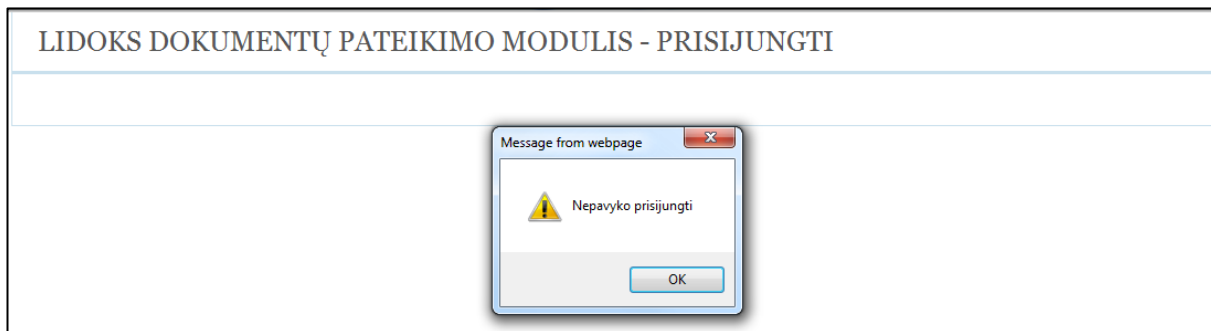 LIDOKS DOKUMENTŲ PATEIKIMO MODULIS - PRISIJUNGTI
Message from webpage
Nepavyko prisijungti
OK